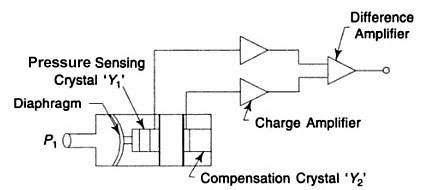 Difference
Amplifier
Pressure Sensing
Crystal 'Y₁'
Diaphragm
P₁
Charge Amplifier
Compensation Crystal 'Y₂'